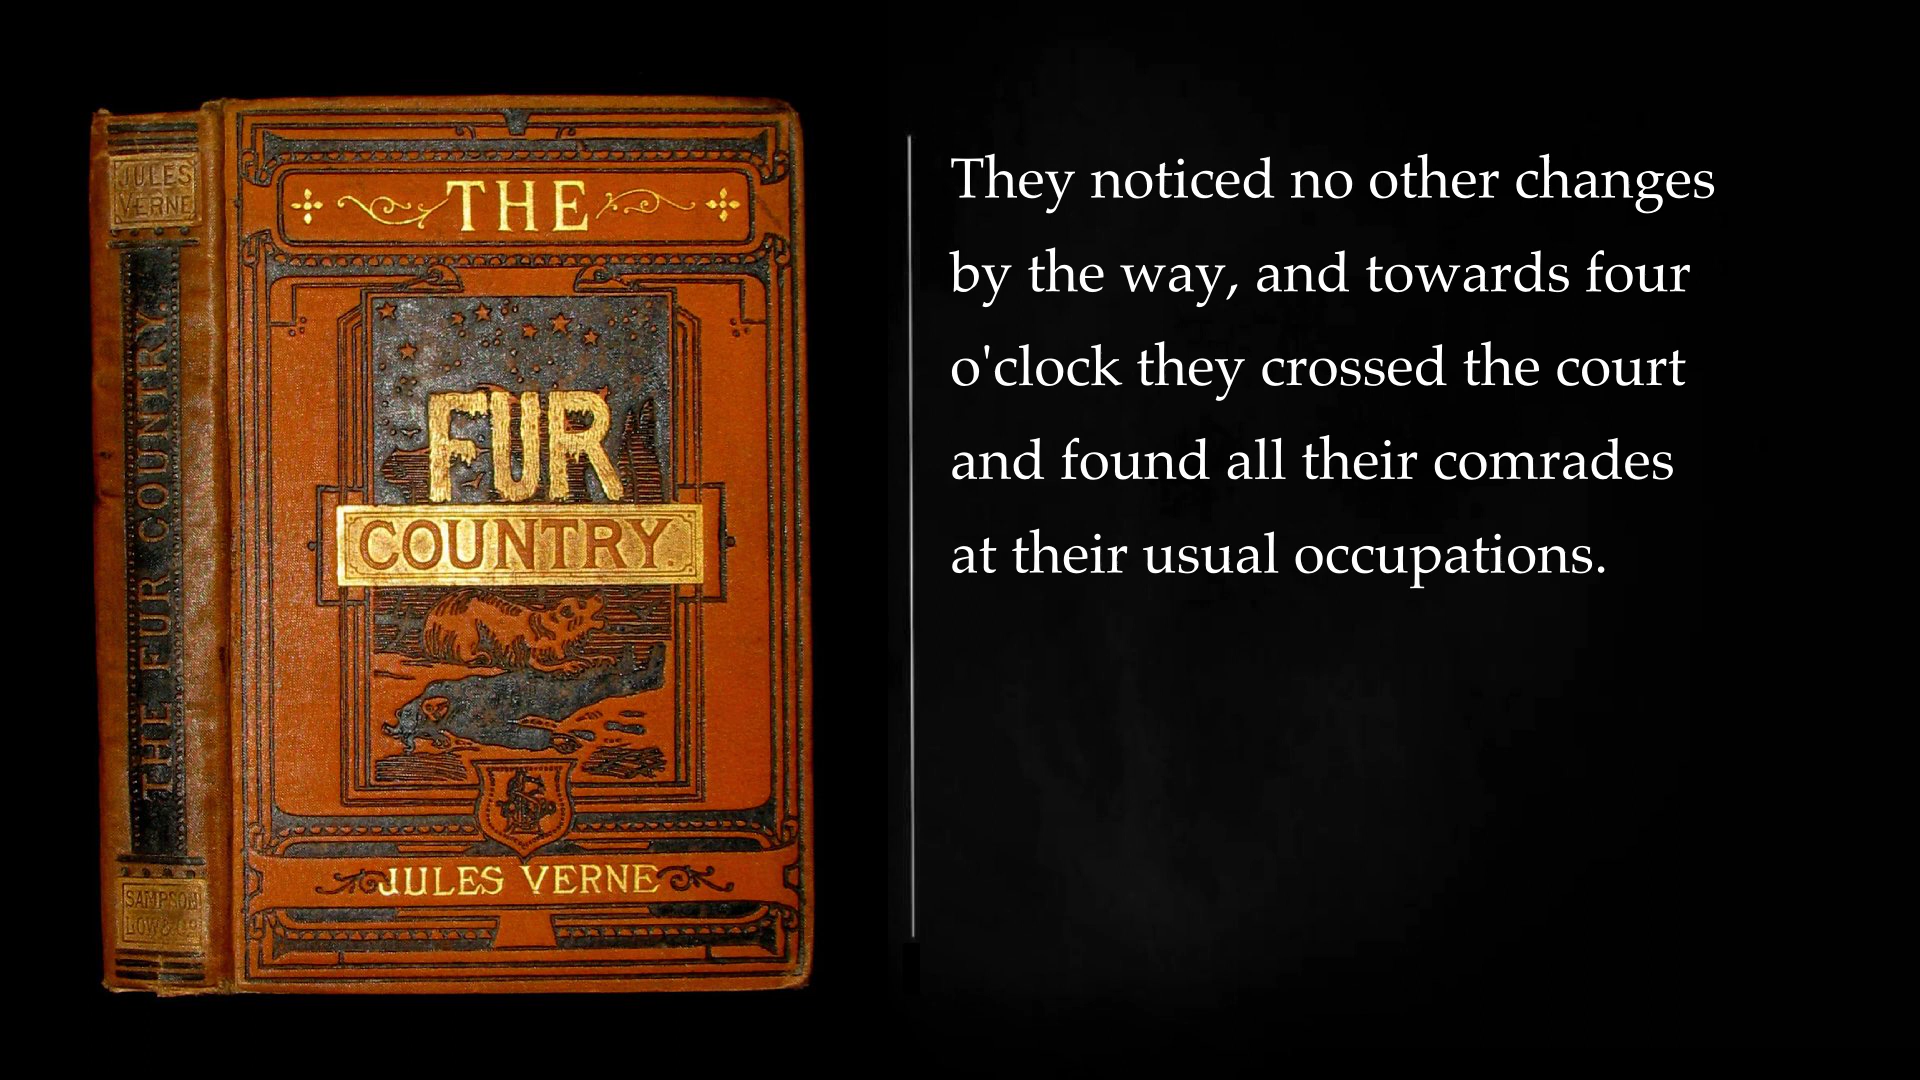 JULES
VERNE
THE FUR COUNTRY.
SAMPSON
LOW & Co
THE
FUR
COUNTRY.
JULES VERNE
They noticed no other changes
by the way, and towards four
o'clock they crossed the court
and found all their comrades
at their usual occupations.